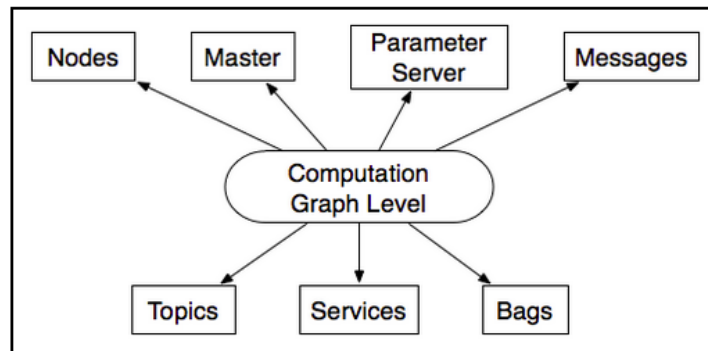 Nodes
Master
Parameter
Server
Messages
Computation
Graph Level
Topics
Services
Bags